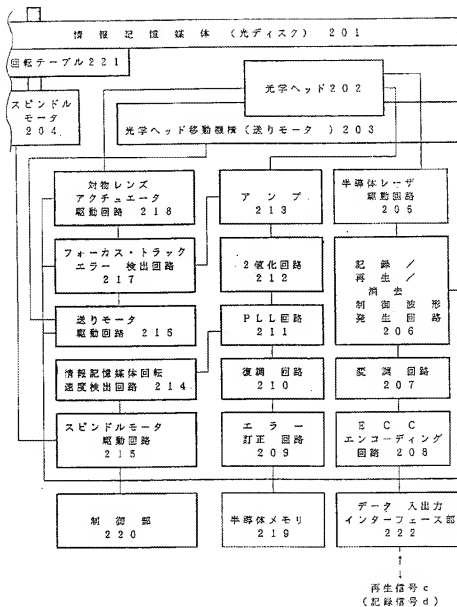 情報記憶媒体(光ディスク)201
回転テーブル221
スピンドル
モータ
204
光学ヘッド202
光学ヘッド移動機構(送りモータ)203
対物レンズ
アクチュエータ
駆動回路 218
フォーカス・トラック
エラー 検出回路
217
送りモータ
駆動回路 216
情報記憶媒体回転
速度検出回路 214
スピンドルモータ
駆動回路
215
制御部
220
アンプ
213
2値化回路
212
PLL回路
211
復調 回路
210
エラー
訂正 回路
209
半導体メモリ
219
半導体レーザ
駆動回路
205
記録/
再生/
消去
制御波形
発生回路
206
変調 回路
207
ECC
エンコーディング
回路 208
データ 入出力
インターフェース部
222
再生信号c
(記録信号d)